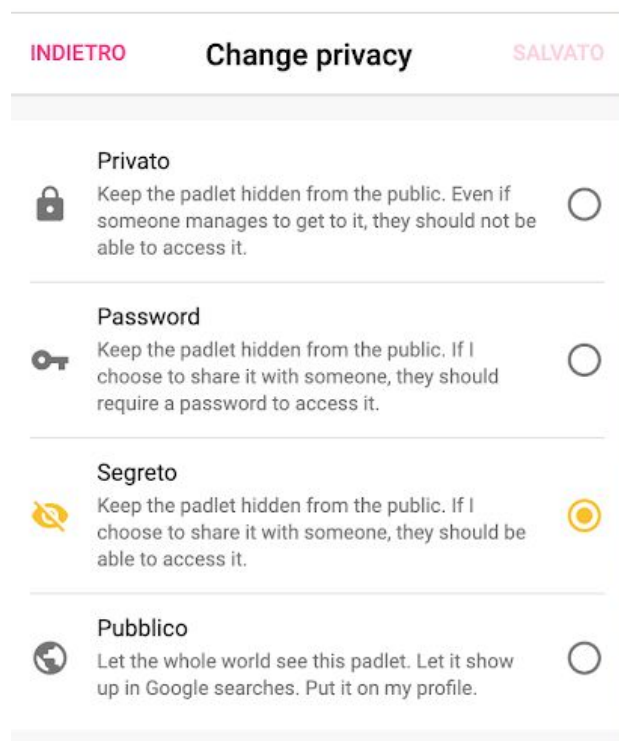 INDIETRO Change privacy SALVATO
Privato
Keep the padlet hidden from the public. Even if
someone manages to get to it, they should not be
able to access it.
Password
Keep the padlet hidden from the public. If I
choose to share it with someone, they should
require a password to access it.
Segreto
Keep the padlet hidden from the public. If I
choose to share it with someone, they should be
able to access it.
Pubblico
Let the whole world see this padlet. Let it show
up in Google searches. Put it on my profile.